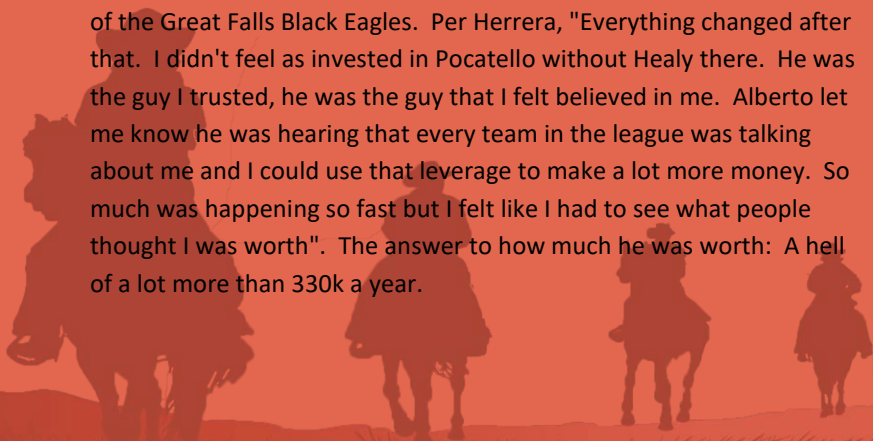 of the Great Falls Black Eagles.  Per Herrera, "Everything changed after
that.  I didn't feel as invested in Pocatello without Healy there.  He was
the guy I trusted, he was the guy that I felt believed in me.  Alberto let
me know he was hearing that every team in the league was talking
about me and I could use that leverage to make a lot more money.  So
much was happening so fast but I felt like I had to see what people
thought I was worth".  The answer to how much he was worth:  A hell
of a lot more than 330k a year.